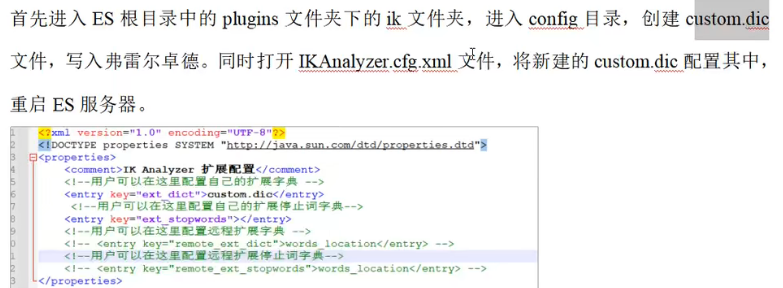 首先进入 ES 根目录中的 plugins 文件夹下的 ik 文件夹，进入 config 目录，创建 custom.dic
文件，写入弗雷尔卓德。同时打开 IKAnalyzer.cfg.xml 文件，将新建的 custom.dic 配置其中，
重启 ES 服务器。
1 <?xml version="1.0" encoding="UTF-8"?>
2 <!DOCTYPE properties SYSTEM "http://java.sun.com/dtd/properties.dtd">
3 <properties>
4 <comment>IK Analyzer 扩展配置</comment>
5 <!--用户可以在这里配置自己的扩展字典 -->
6 <entry key="ext_dict">custom.dic</entry>
7 <!--用户可以在这里配置自己的扩展停止词字典-->
8 <entry key="ext_stopwords"></entry>
9 <!--用户可以在这里配置远程扩展字典 -->
0 <!-- <entry key="remote_ext_dict">words_location</entry> -->
1 <!--用户可以在这里配置远程扩展停止词字典-->
2 <!-- <entry key="remote_ext_stopwords">words_location</entry> -->
3 </properties>